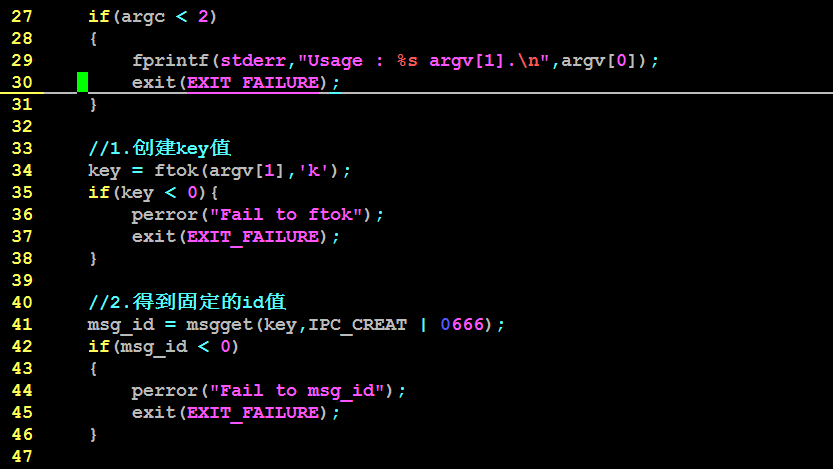 27 if(argc < 2)
28 {
29 fprintf(stderr,"Usage : %s argv[1].\n",argv[0]);
30 exit(EXIT_FAILURE);
31 }
32
33 //1.创建key值
34 key = ftok(argv[1],'k');
35 if(key < 0){
36 perror("Fail to ftok");
37 exit(EXIT_FAILURE);
38 }
39
40 //2.得到固定的id值
41 msg_id = msgget(key,IPC_CREAT | 0666);
42 if(msg_id < 0)
43 {
44 perror("Fail to msg_id");
45 exit(EXIT_FAILURE);
46 }
47